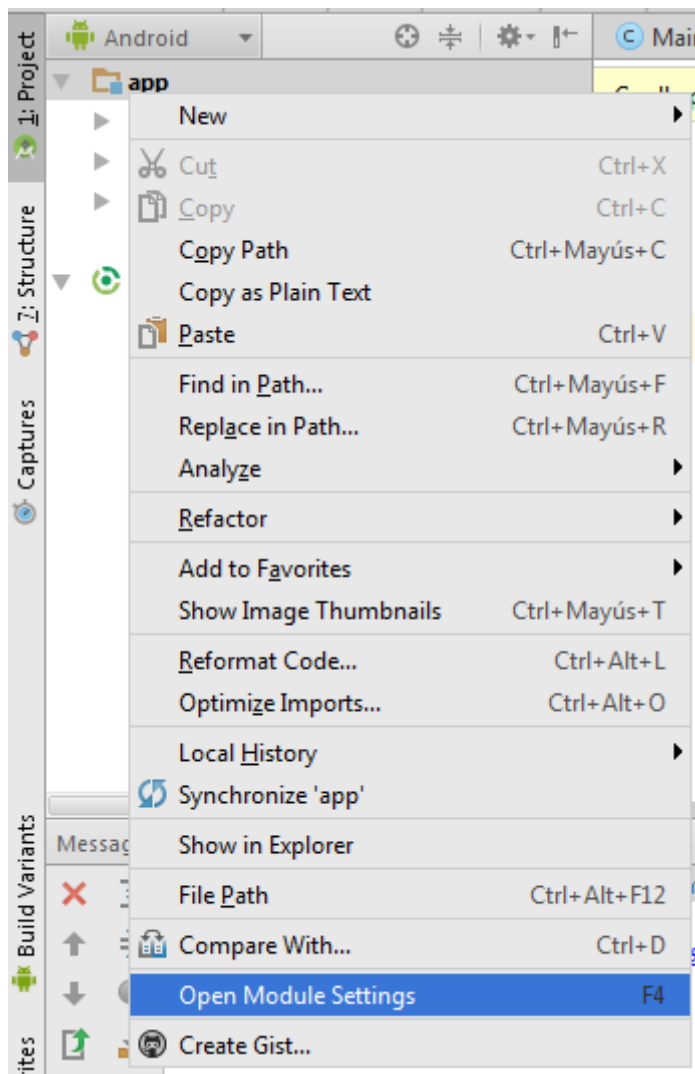 Android
Mai
1: Project
app
New
Cut Ctrl+X
Copy Ctrl+C
Copy Path Ctrl+Mayús+C
Copy as Plain Text
Paste Ctrl+V
Find in Path... Ctrl+Mayús+F
Replace in Path... Ctrl+Mayús+R
Analyze
Refactor
Add to Favorites
Show Image Thumbnails Ctrl+Mayús+T
Reformat Code... Ctrl+Alt+L
Optimize Imports... Ctrl+Alt+O
Local History
Synchronize 'app'
Show in Explorer
File Path Ctrl+Alt+F12
Compare With... Ctrl+D
Open Module Settings F4
Create Gist...
7: Structure
Captures
Build Variants
rites
Messag